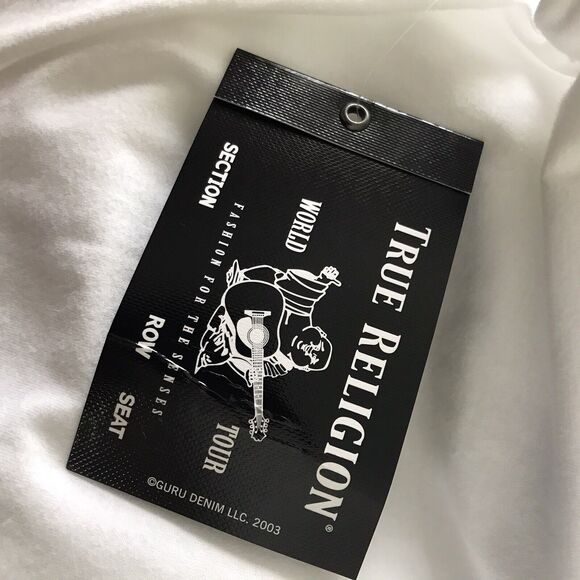 TRUE RELIGION®
WORLD
TOUR
FASHION FOR THE SENSES
SECTION
ROW
SEAT
©GURU DENIM LLC. 2003